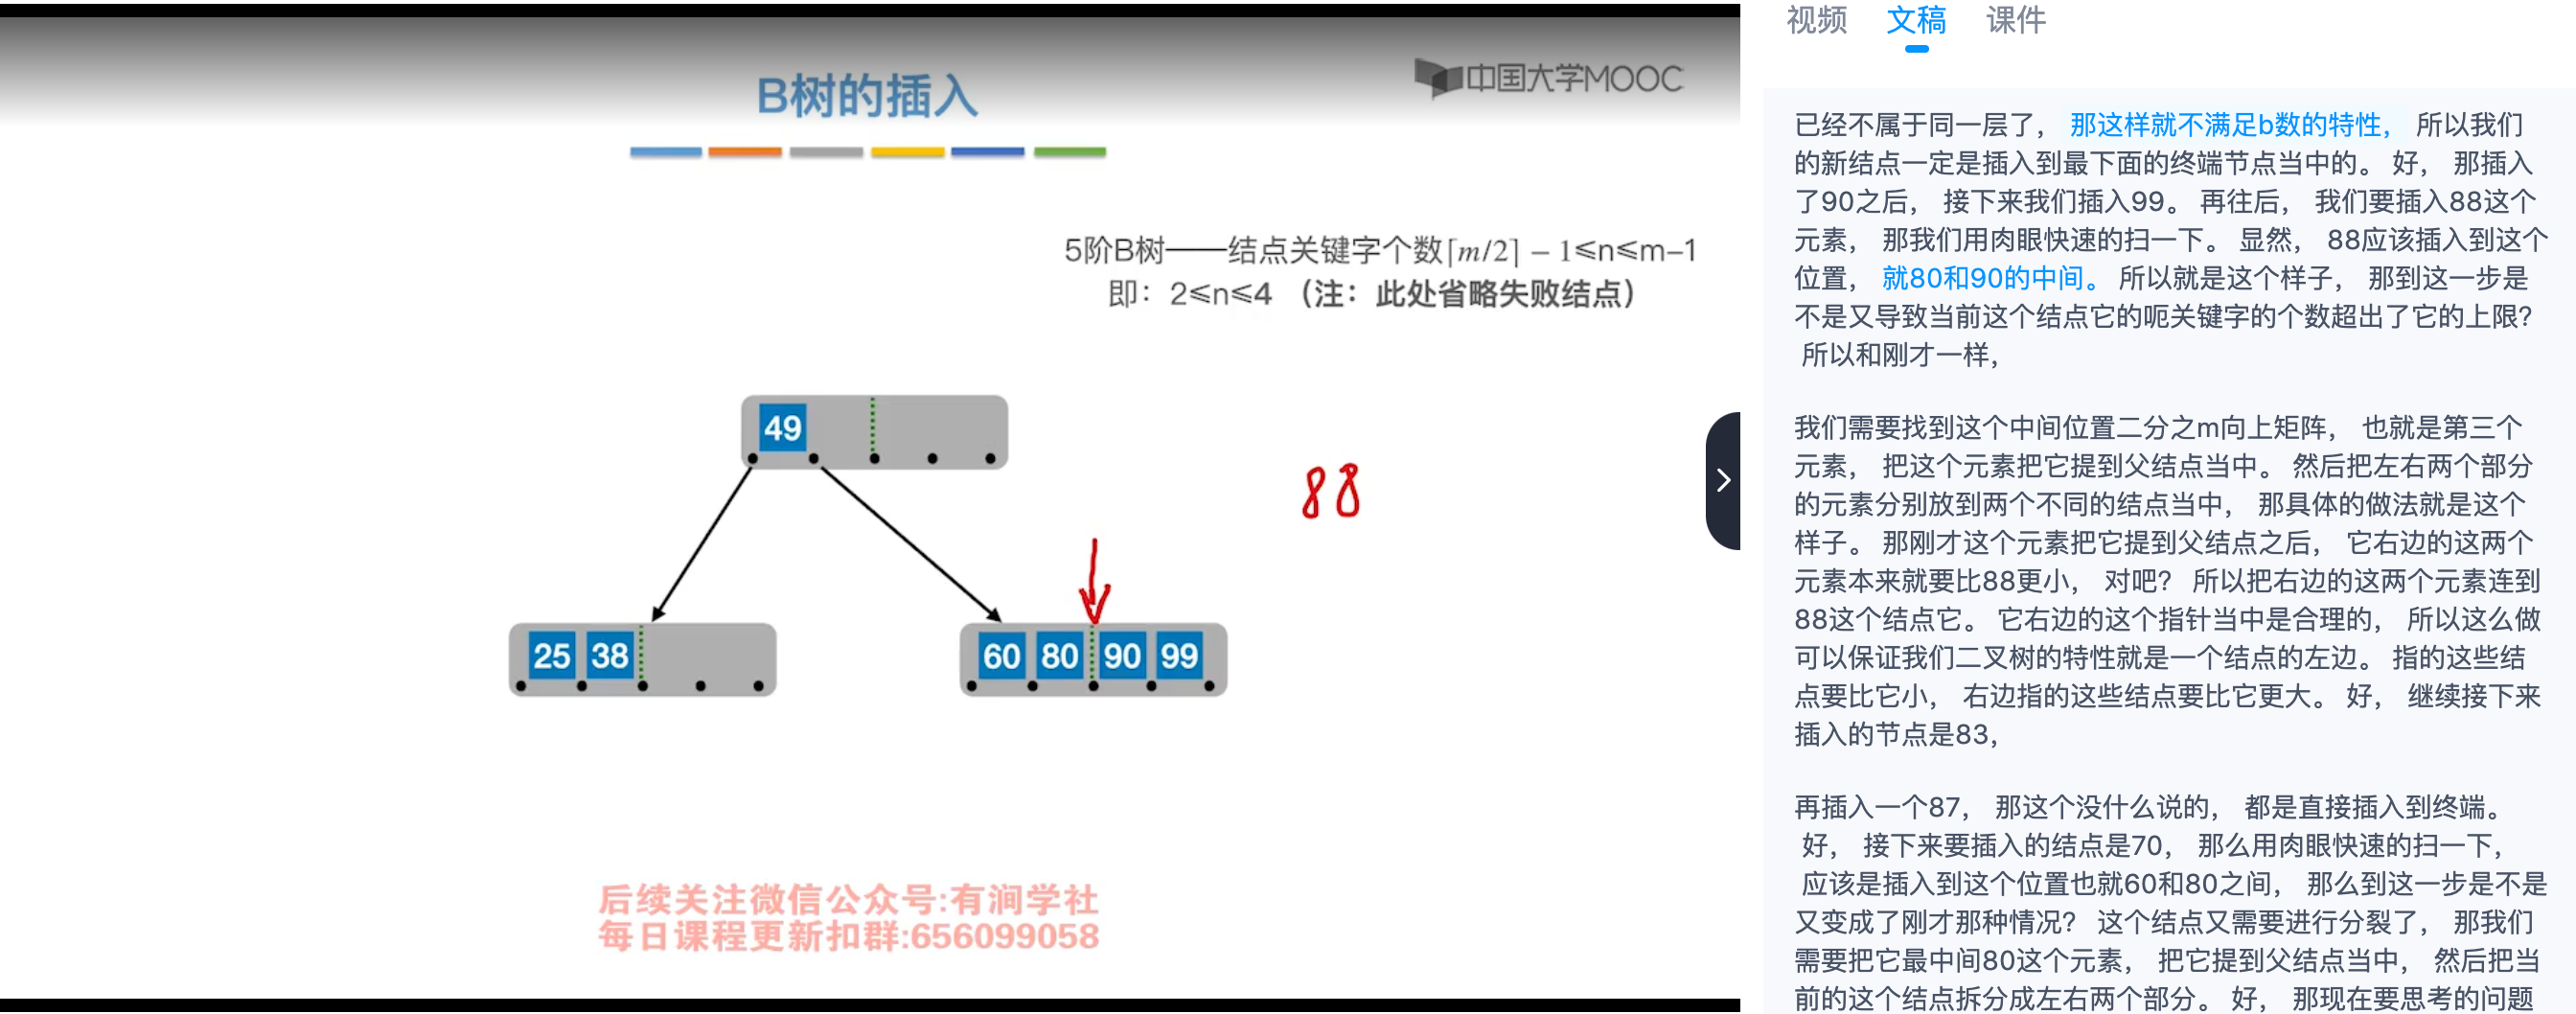 B树的插入
中国大学MOOC
5阶B树——结点关键字个数⌈m/2⌉ – 1≤n≤m–1
即：2≤n≤4 （注：此处省略失败结点）
49
88
25 38
60 80 90 99
后续关注微信公众号:有涧学社
每日课程更新扣群:656099058
视频 文稿 课件
已经不属于同一层了， 那这样就不满足b数的特性， 所以我们
的新结点一定是插入到最下面的终端节点当中的。 好， 那插入
了90之后， 接下来我们插入99。 再往后， 我们要插入88这个
元素， 那我们用肉眼快速的扫一下。 显然， 88应该插入到这个
位置， 就80和90的中间。 所以就是这个样子， 那到这一步是
不是又导致当前这个结点它的呃关键字的个数超出了它的上限?
所以和刚才一样，
我们需要找到这个中间位置二分之m向上矩阵， 也就是第三个
元素， 把这个元素把它提到父结点当中。 然后把左右两个部分
的元素分别放到两个不同的结点当中， 那具体的做法就是这个
样子。 那刚才这个元素把它提到父结点之后， 它右边的这两个
元素本来就要比88更小， 对吧? 所以把右边的这两个元素连到
88这个结点它。 它右边的这个指针当中是合理的， 所以这么做
可以保证我们二叉树的特性就是一个结点的左边。 指的这些结
点要比它小， 右边指的这些结点要比它更大。 好， 继续接下来
插入的节点是83，
再插入一个87， 那这个没什么说的， 都是直接插入到终端。
好， 接下来要插入的结点是70， 那么用肉眼快速的扫一下，
应该是插入到这个位置也就60和80之间， 那么到这一步是不是
又变成了刚才那种情况? 这个结点又需要进行分裂了， 那我们
需要把它最中间80这个元素， 把它提到父结点当中， 然后把当
前的这个结点拆分成左右两个部分。 好， 那现在要思考的问题